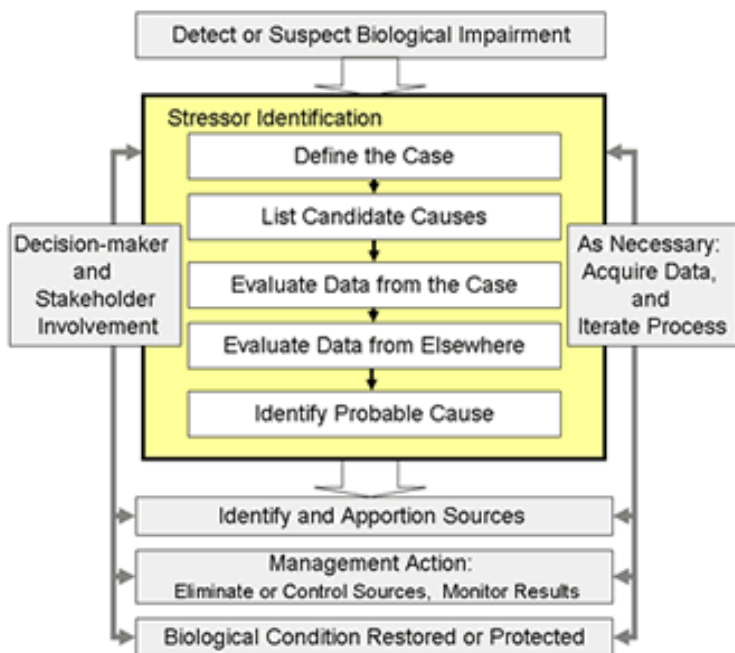 Detect or Suspect Biological Impairment
Stressor Identification
Define the Case
List Candidate Causes
Evaluate Data from the Case
Evaluate Data from Elsewhere
Identify Probable Cause
Decision-maker
and
Stakeholder
Involvement
As Necessary:
Acquire Data,
and
Iterate Process
Identify and Apportion Sources
Management Action:
Eliminate or Control Sources, Monitor Results
Biological Condition Restored or Protected